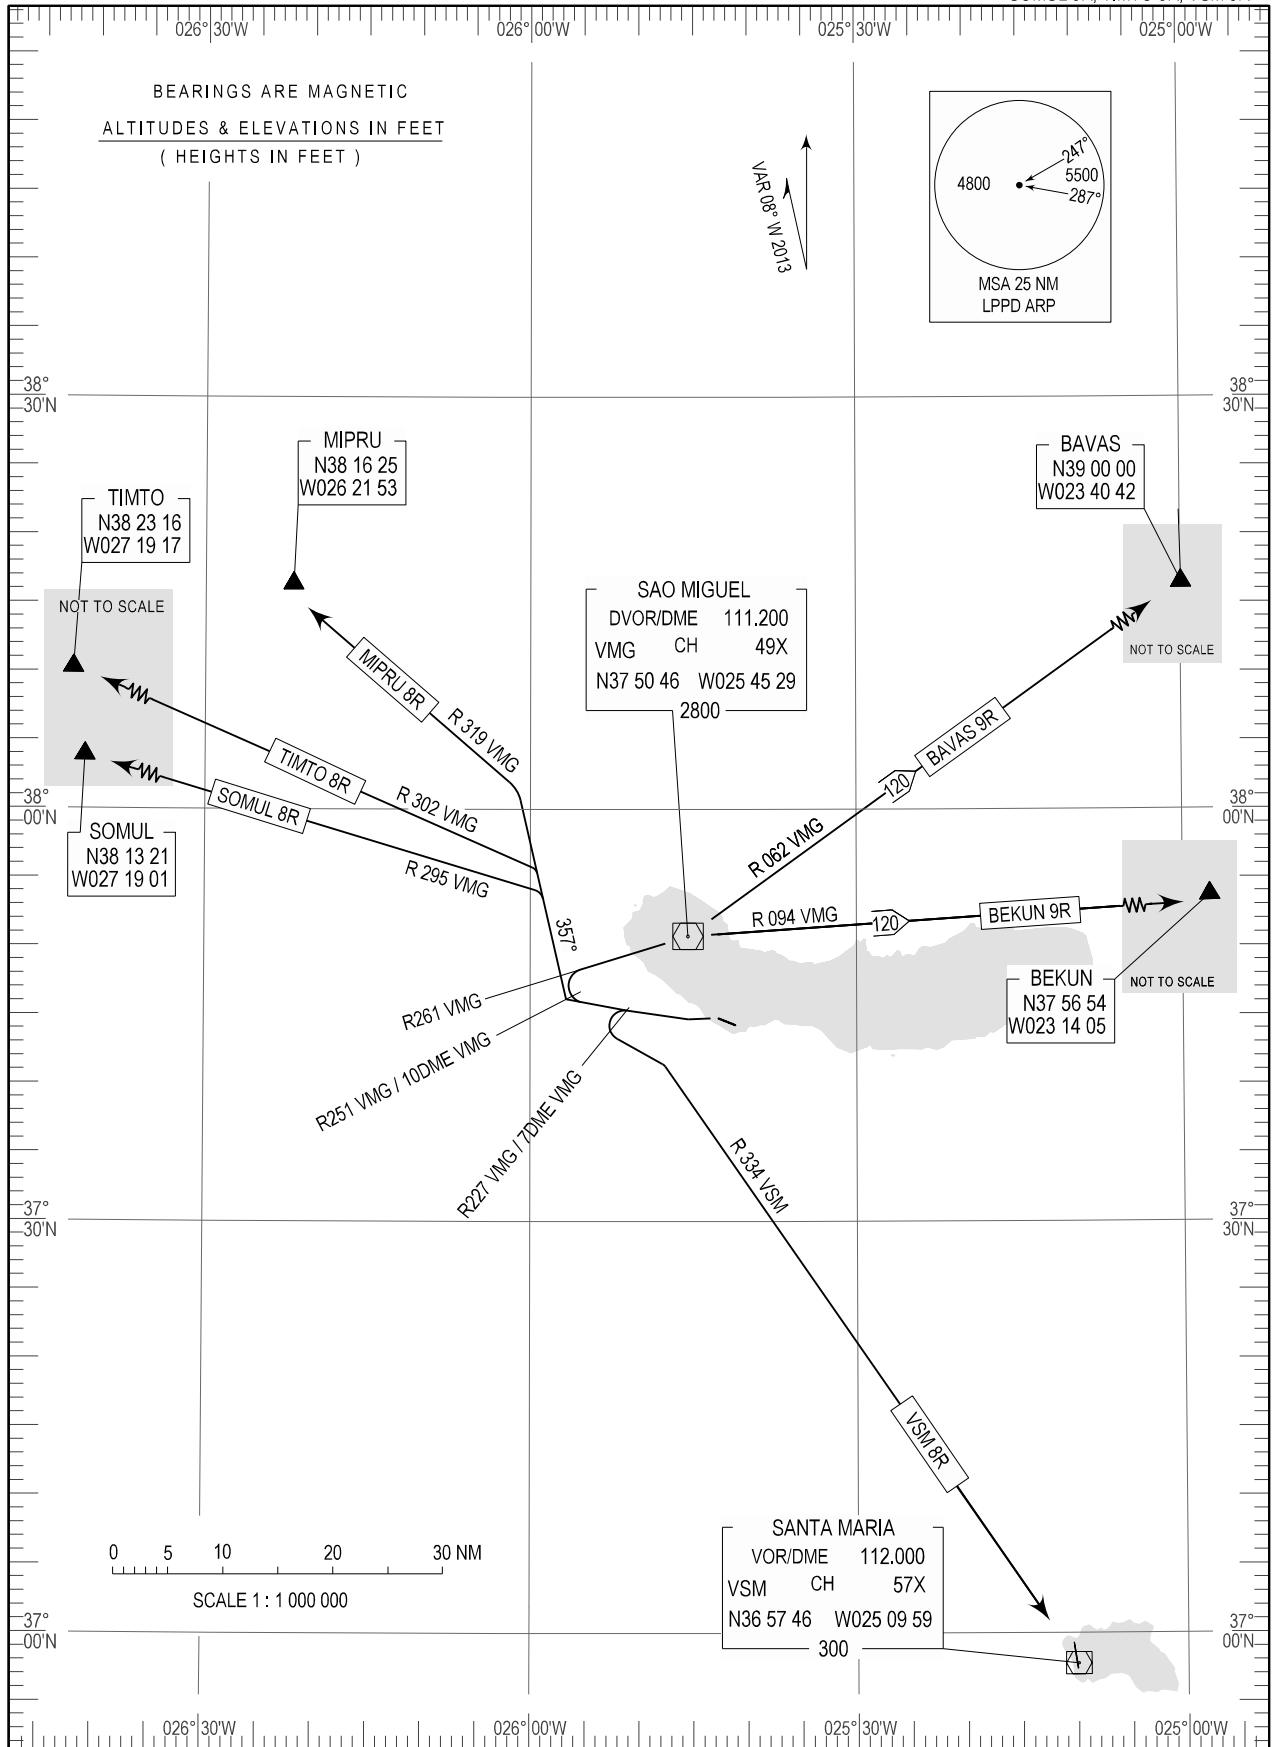 026°30'W
026°00'W
025°30'W
025°00'W
BEARINGS ARE MAGNETIC
ALTITUDES & ELEVATIONS IN FEET
( HEIGHTS IN FEET )
VAR 08° W 2013
247°
4800
5500
287°
MSA 25 NM
LPPD ARP
38°
30'N
38°
30'N
MIPRU
N38 16 25
W026 21 53
BAVAS
N39 00 00
W023 40 42
TIMTO
N38 23 16
W027 19 17
NOT TO SCALE
SAO MIGUEL
DVOR/DME 111.200
VMG CH 49X
N37 50 46 W025 45 29
2800
NOT TO SCALE
MIPRU 8R
R 319 VMG
BAVAS 9R
TIMTO 8R
R 302 VMG
120
SOMUL 8R
38°
00'N
38°
00'N
SOMUL
N38 13 21
W027 19 01
R 295 VMG
R 062 VMG
357°
R 094 VMG
120
BEKUN 9R
BEKUN
N37 56 54
W023 14 05
NOT TO SCALE
R261 VMG
R251 VMG / 10DME VMG
R227 VMG / 7DME VMG
R 334 VSM
37°
30'N
37°
30'N
VSM 8R
SANTA MARIA
VOR/DME 112.000
VSM CH 57X
N36 57 46 W025 09 59
300
0 5 10 20 30 NM
SCALE 1 : 1 000 000
37°
00'N
37°
00'N
026°30'W
026°00'W
025°30'W
025°00'W